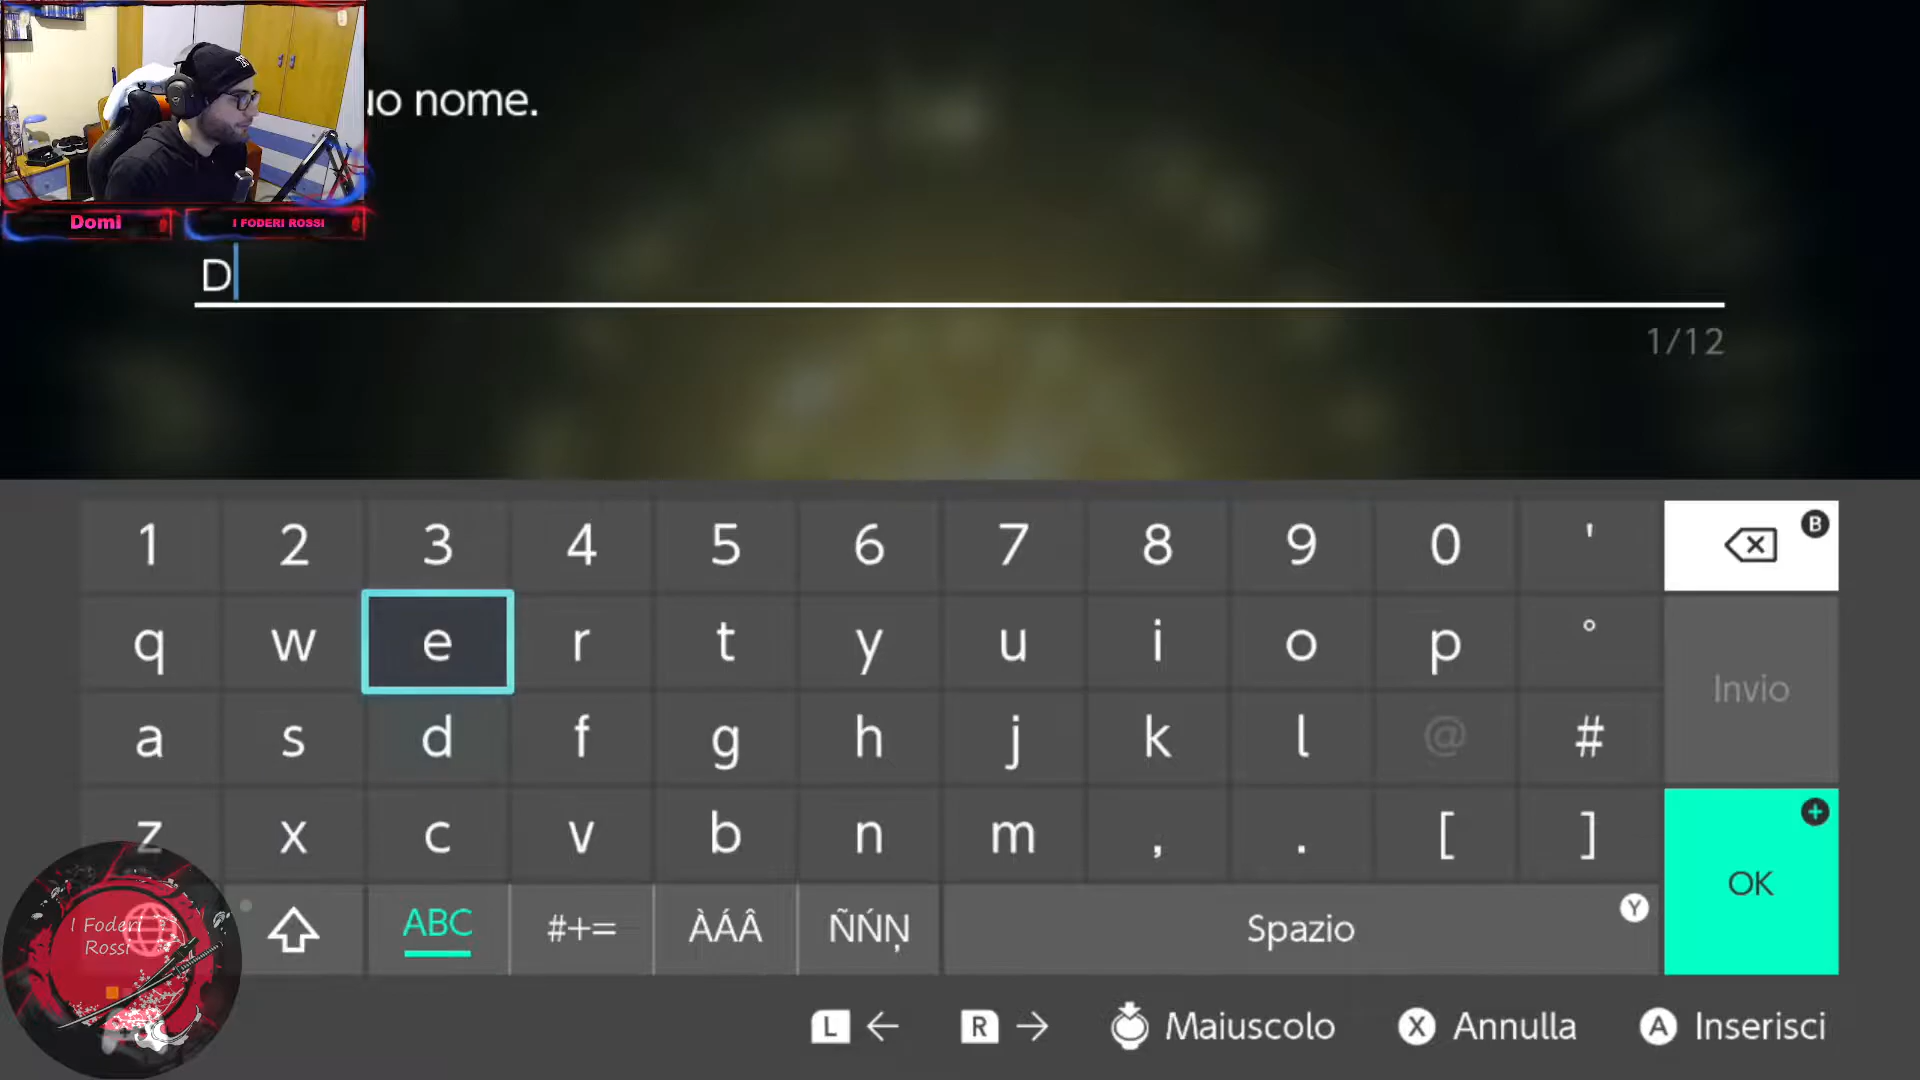 uo nome.
Domi
I FODERI ROSSI
D
1/12
1 2 3 4 5 6 7 8 9 0 ' B
q w e r t y u i o p °
Invio
a s d f g h j k l @ #
z x c v b n m , . [ ]
+
OK
I Foderi
Rossi
ABC #+= ÀÁÂ ÑŃŅ Spazio Y
L ← R → Maiuscolo X Annulla A Inserisci